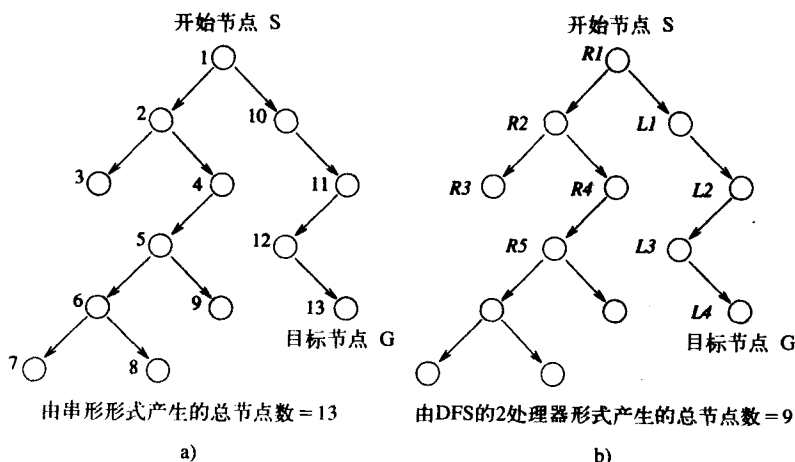 开始节点 S
1
2
10
3
4
11
5
12
6
9
13
目标节点 G
7
8
由串形形式产生的总节点数=13
a)
开始节点 S
R1
R2
L1
R3
R4
L2
R5
L3
L4
目标节点 G
由DFS的2处理器形式产生的总节点数=9
b)